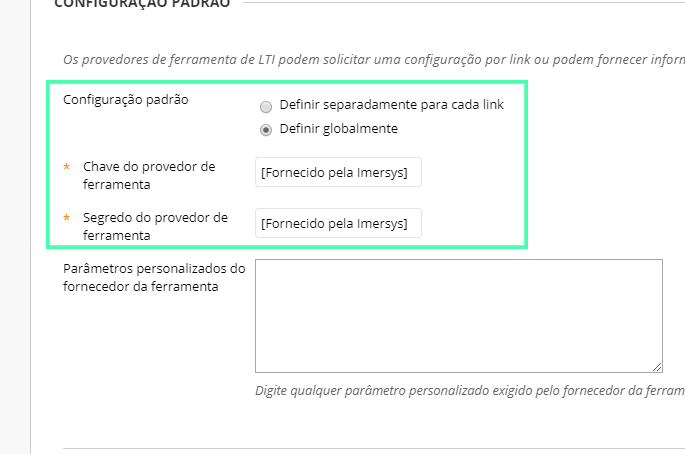 CONFIGURAÇÃO PADRÃO
Os provedores de ferramenta de LTI podem solicitar uma configuração por link ou podem fornecer
Configuração padrão
Definir separadamente para cada link
Definir globalmente
* Chave do provedor de
ferramenta
[Fornecido pela Imersys]
* Segredo do provedor de
ferramenta
[Fornecido pela Imersys]
Parâmetros personalizados do
fornecedor da ferramenta
Digite qualquer parâmetro personalizado exigido pelo fornecedor da